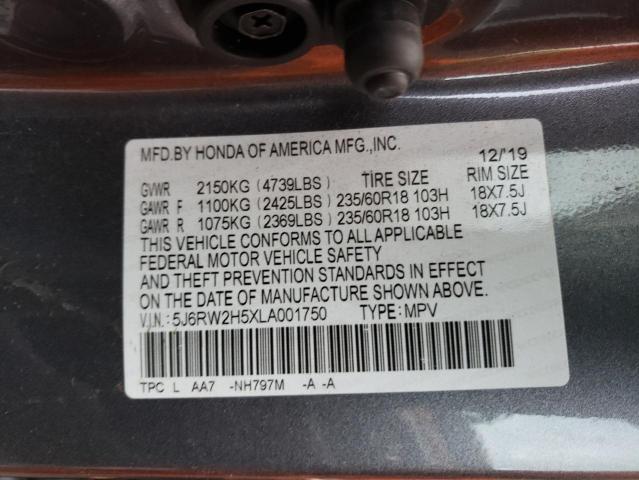 MFD.BY HONDA OF AMERICA MFG.,INC. 12/'19
GVWR 2150KG (4739LBS) TIRE SIZE RIM SIZE
GAWR F 1100KG (2425LBS) 235/60R18 103H 18X7.5J
GAWR R 1075KG (2369LBS) 235/60R18 103H 18X7.5J
THIS VEHICLE CONFORMS TO ALL APPLICABLE
FEDERAL MOTOR VEHICLE SAFETY
AND THEFT PREVENTION STANDARDS IN EFFECT
ON THE DATE OF MANUFACTURE SHOWN ABOVE.
V.I.N.: 5J6RW2H5XLA001750 TYPE:MPV
TPC L AA7 -NH797M -A -A